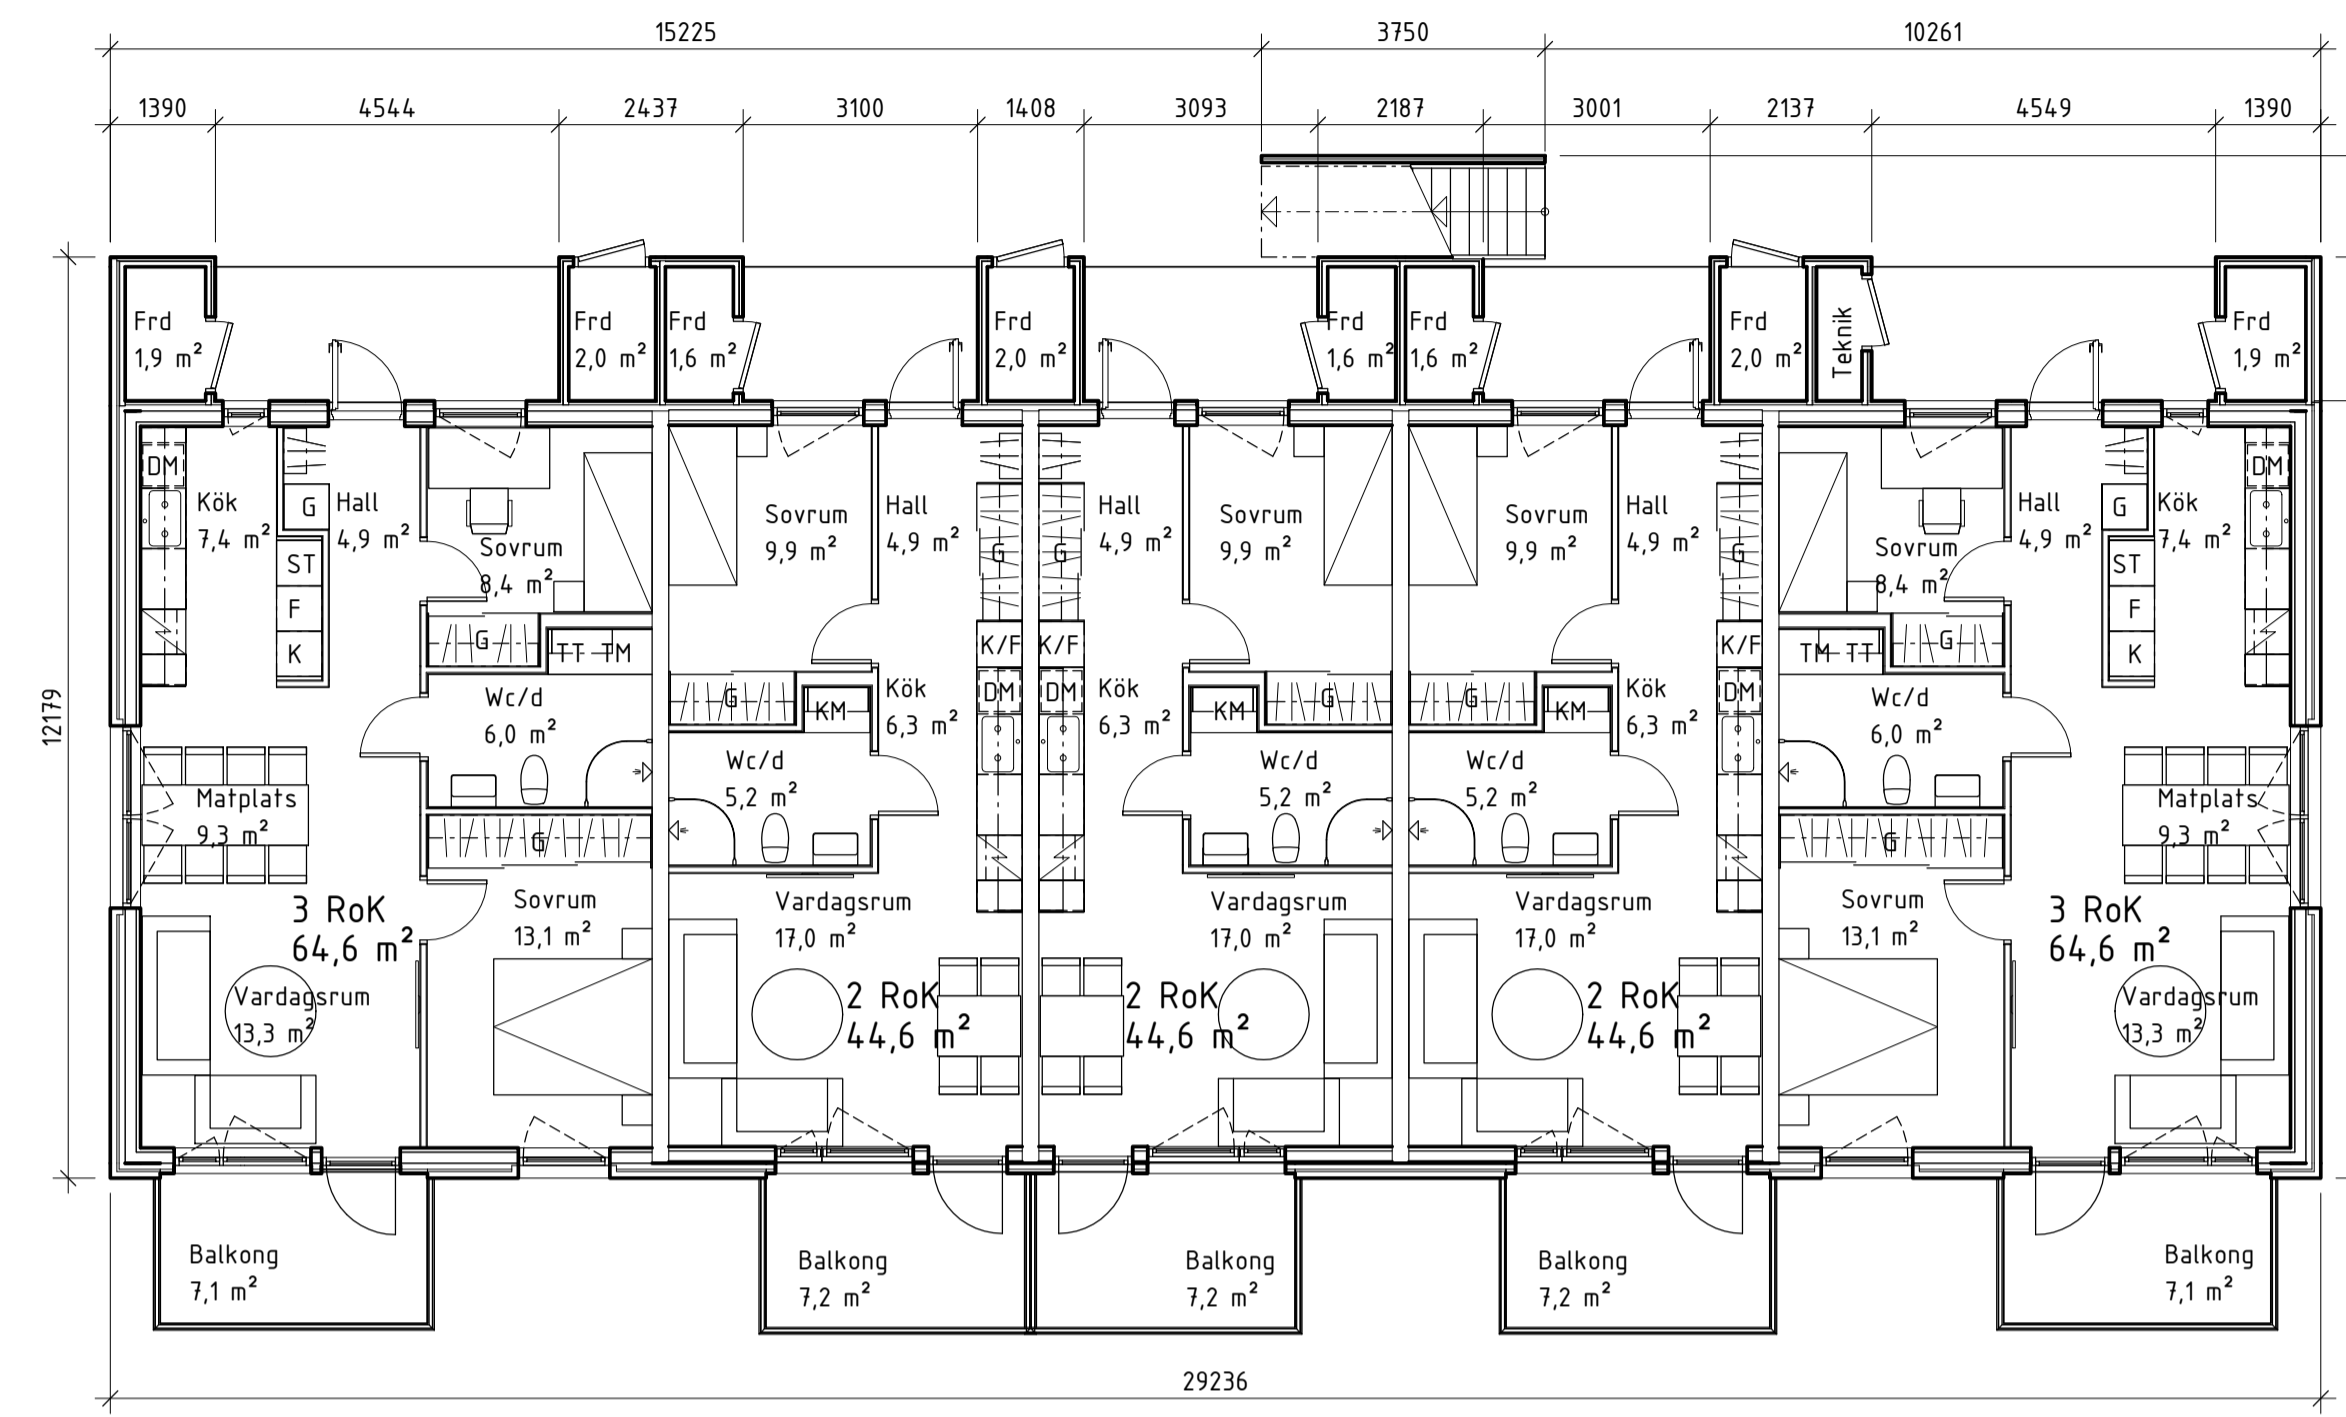 15225
3750
10261
1390
4544
2437
3100
1408
3093
2187
3001
2137
4549
1390
12179
Frd
1,9 m²
Frd
2,0 m²
Frd
1,6 m²
Frd
2,0 m²
Frd
1,6 m²
Frd
1,6 m²
Frd
2,0 m²
Teknik
Frd
1,9 m²
DM
Kök
7,4 m²
G
ST
F
K
Hall
4,9 m²
Sovrum
8,4 m²
G
TT TM
Wc/d
6,0 m²
Matplats
9,3 m²
G
Sovrum
13,1 m²
3 RoK
64,6 m²
Vardagsrum
13,3 m²
Balkong
7,1 m²
Sovrum
9,9 m²
Hall
4,9 m²
G
K/F
DM
Kök
6,3 m²
G
KM
Wc/d
5,2 m²
Vardagsrum
17,0 m²
2 RoK
44,6 m²
Balkong
7,2 m²
G
K/F
DM
Hall
4,9 m²
Sovrum
9,9 m²
Kök
6,3 m²
KM
G
Wc/d
5,2 m²
Vardagsrum
17,0 m²
2 RoK
44,6 m²
Balkong
7,2 m²
Sovrum
9,9 m²
Hall
4,9 m²
G
K/F
DM
Kök
6,3 m²
G
KM
Wc/d
5,2 m²
Vardagsrum
17,0 m²
2 RoK
44,6 m²
Balkong
7,2 m²
Sovrum
8,4 m²
Hall
4,9 m²
G
ST
F
K
Kök
7,4 m²
DM
TM TT
G
Wc/d
6,0 m²
Matplats
9,3 m²
G
Sovrum
13,1 m²
3 RoK
64,6 m²
Vardagsrum
13,3 m²
Balkong
7,1 m²
29236